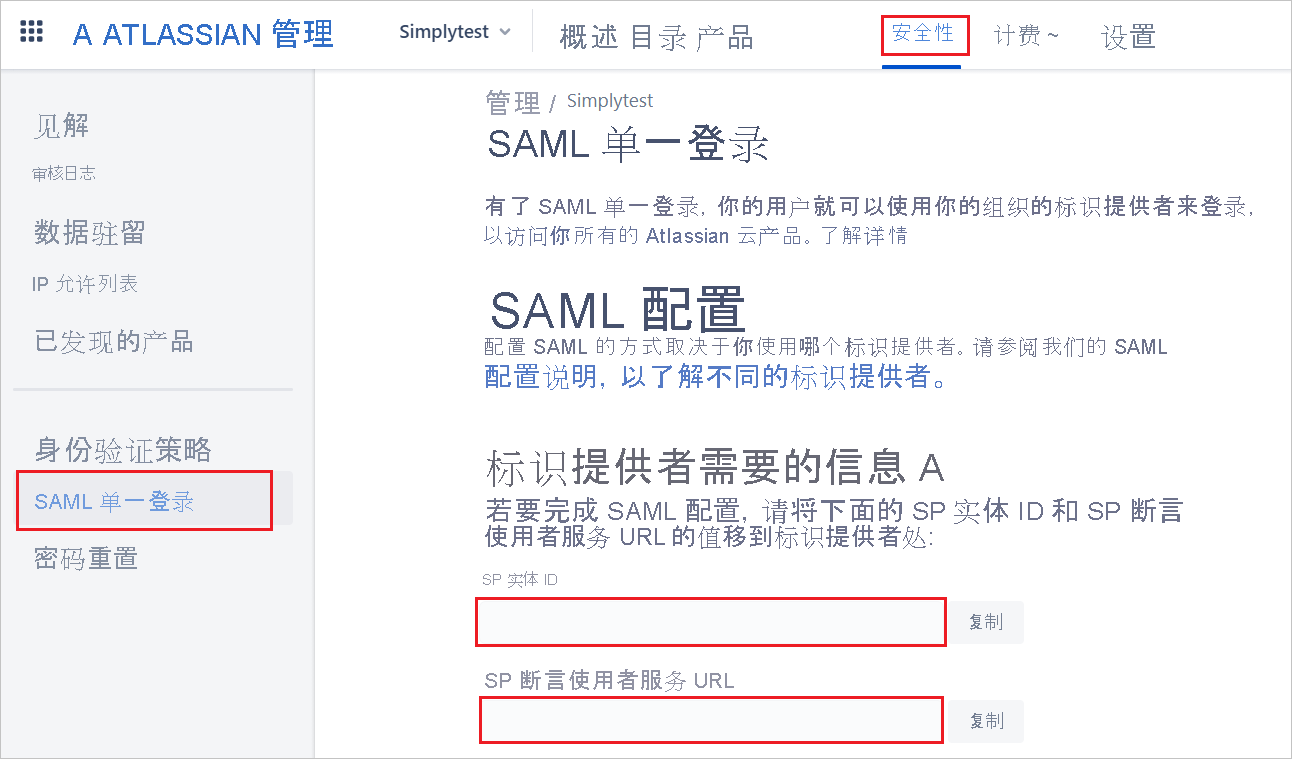 A ATLASSIAN 管理 Simplytest 概述 目录 产品 安全性 计费 ~ 设置
见解
审核日志
数据驻留
IP 允许列表
已发现的产品
身份验证策略
SAML 单一登录
密码重置
管理 / Simplytest
SAML 单一登录
有了 SAML 单一登录, 你的用户就可以使用你的组织的标识提供者来登录,
以访问你所有的 Atlassian 云产品。了解详情
SAML 配置
配置 SAML 的方式取决于你使用哪个标识提供者。请参阅我们的 SAML
配置说明, 以了解不同的标识提供者。
标识提供者需要的信息 A
若要完成 SAML 配置, 请将下面的 SP 实体 ID 和 SP 断言
使用者服务 URL 的值移到标识提供者处:
SP 实体 ID
复制
SP 断言使用者服务 URL
复制